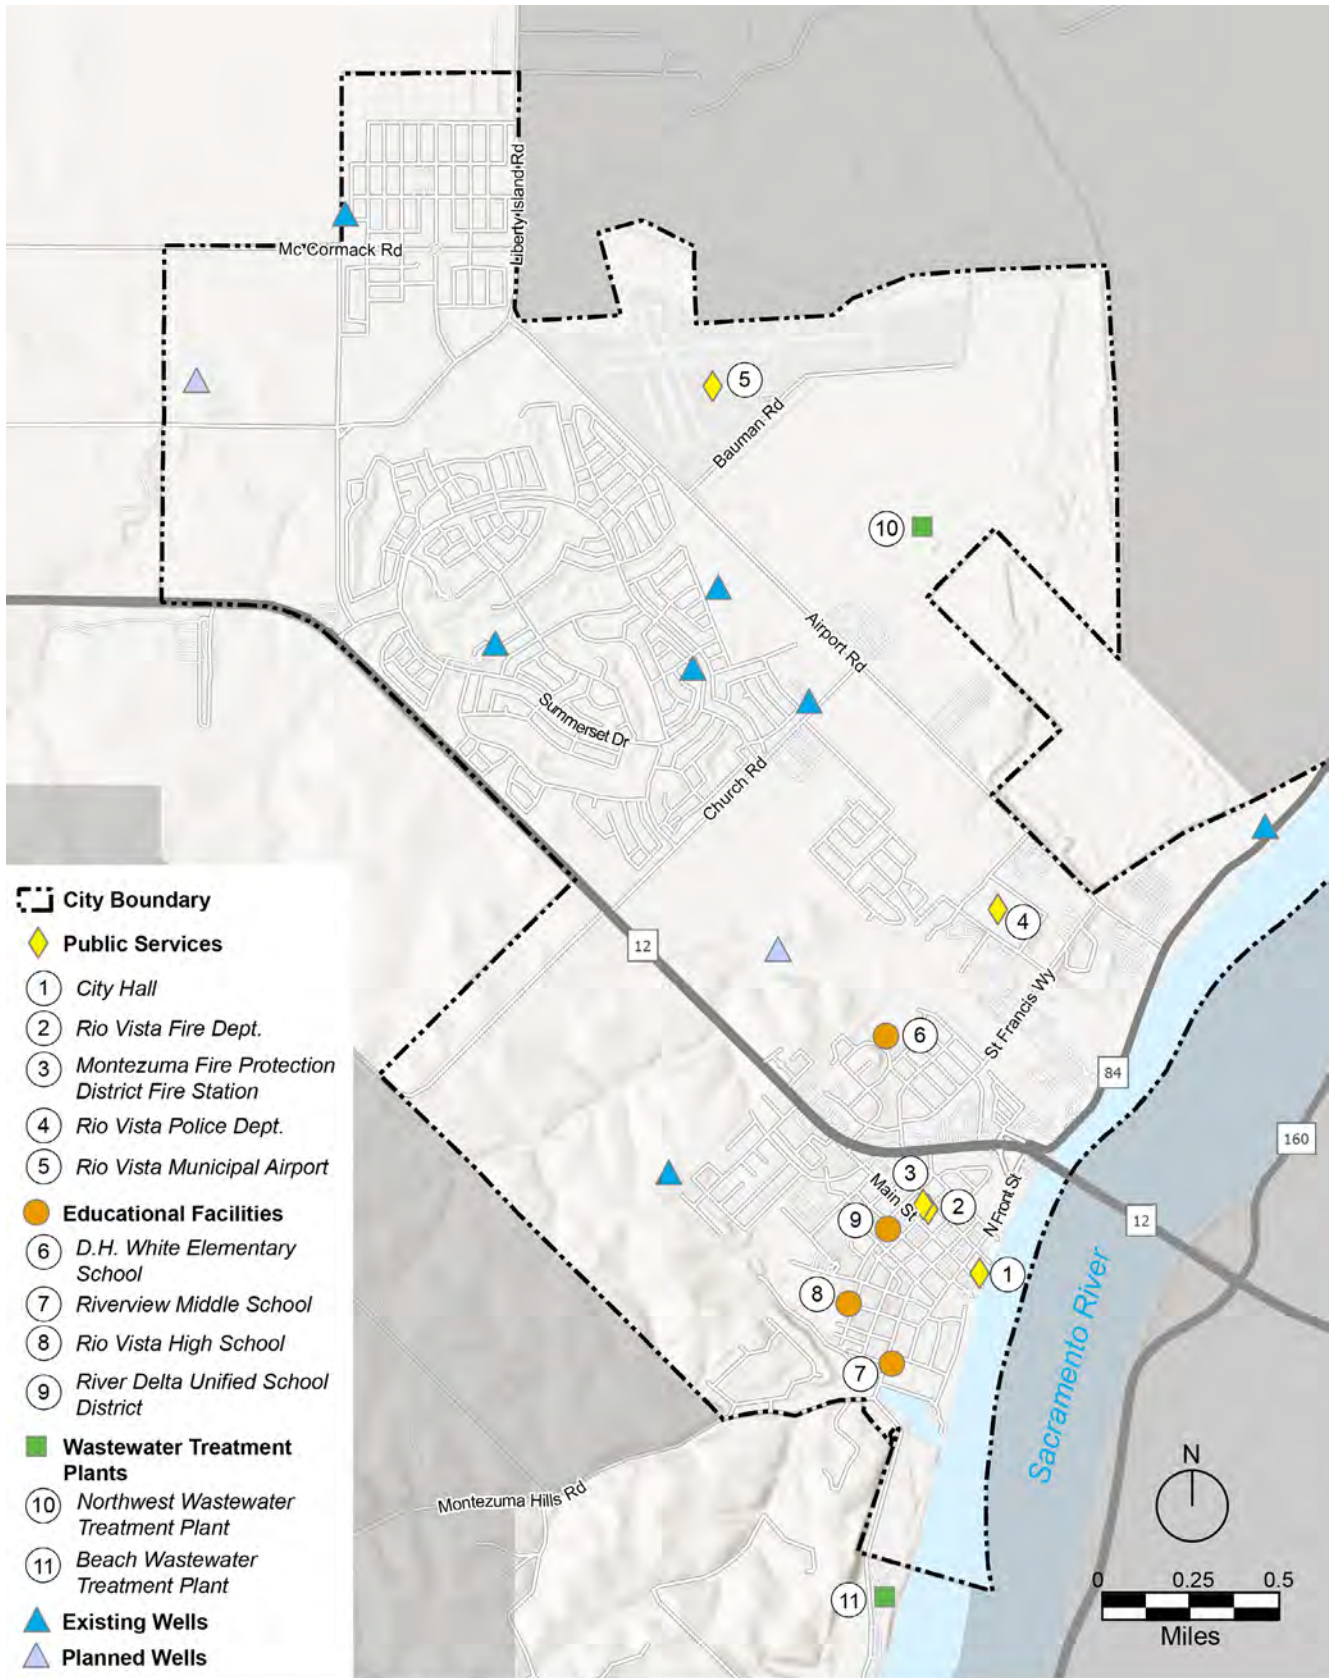 Liberty Island Rd
Mc Cormack Rd
5
Bauman Rd
10
Airport Rd
Summerset Dr
Church Rd
4
12
St Francis Wy
6
84
160
3
Main St
2
N Front St
9
12
1
8
7
Sacramento River
Montezuma Hills Rd
11
N
0 0.25 0.5
Miles
City Boundary
Public Services
1 City Hall
2 Rio Vista Fire Dept.
3 Montezuma Fire Protection
District Fire Station
4 Rio Vista Police Dept.
5 Rio Vista Municipal Airport
Educational Facilities
6 D.H. White Elementary
School
7 Riverview Middle School
8 Rio Vista High School
9 River Delta Unified School
District
Wastewater Treatment
Plants
10 Northwest Wastewater
Treatment Plant
11 Beach Wastewater
Treatment Plant
Existing Wells
Planned Wells